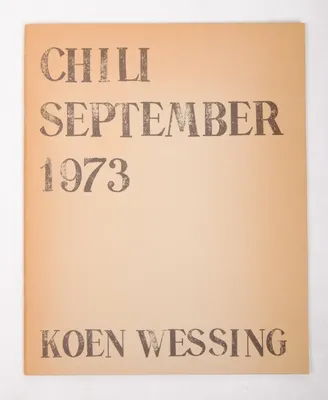 CHILI
SEPTEMBER
1973
KOEN WESSING